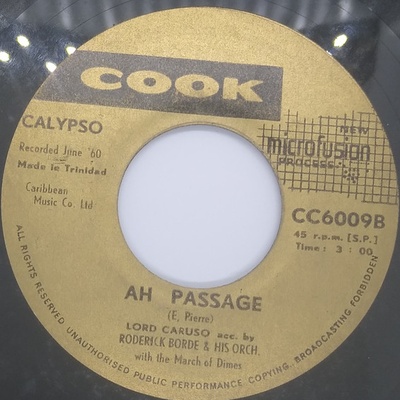 COOK
CALYPSO
Recorded June '60
Made in Trinidad
Caribbean
Music Co. Ltd
NEW
microfusion
PROCESS
CC6009B
45 r.p.m. [S.P.]
Time: 3:00
AH PASSAGE
(E, Pierre)
LORD CARUSO acc. by
RODERICK BORDE & HIS ORCH.
with the March of Dimes
ALL RIGHTS RESERVED UNAUTHORISED PUBLIC PERFORMANCE COPYING, BROADCASTING FORBIDDEN